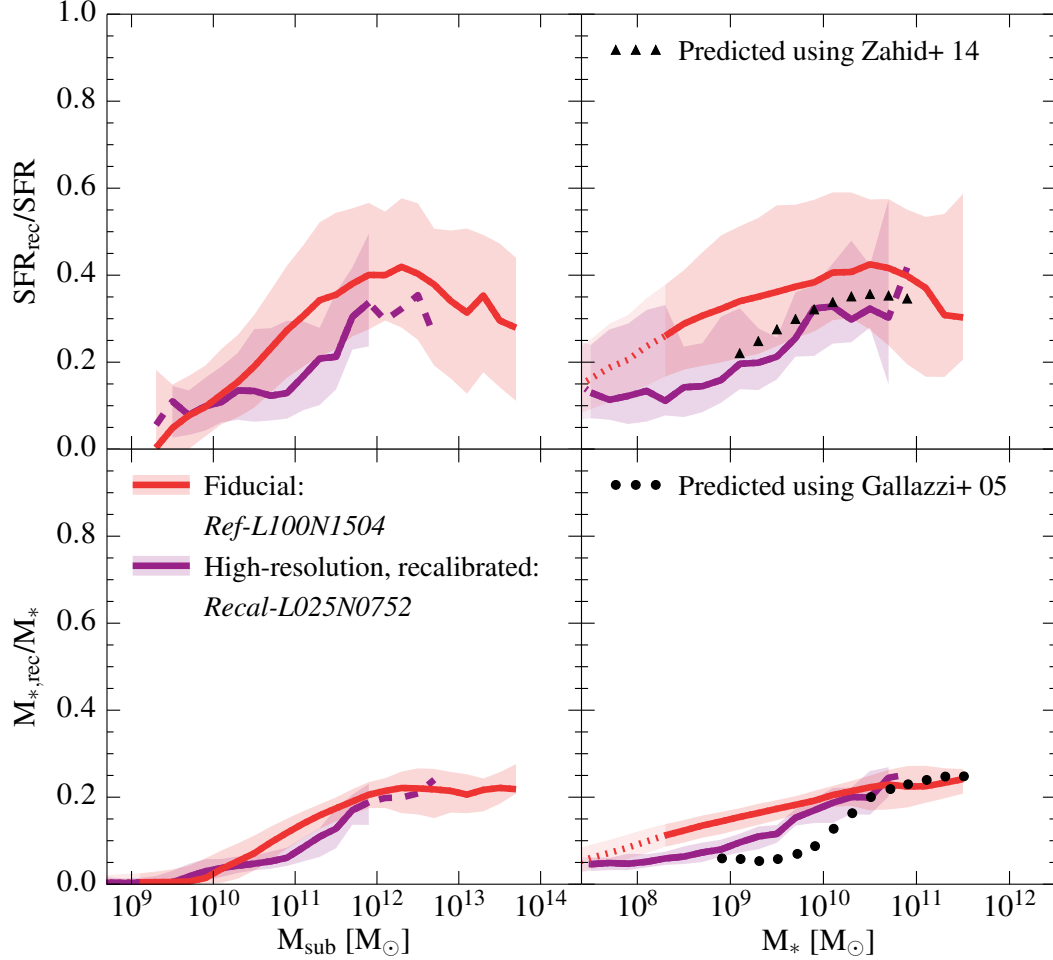 1.0
0.8
0.6
0.4
0.2
0.0
SFR_rec/SFR
▲ ▲ ▲ Predicted using Zahid+ 14
0.8
0.6
0.4
0.2
0.0
M_{*,rec}/M_*
Fiducial:
Ref-L100N1504
High-resolution, recalibrated:
Recal-L025N0752
● ● ● Predicted using Gallazzi+ 05
10^9 10^10 10^11 10^12 10^13 10^14
M_sub [M_⊙]
10^8 10^9 10^10 10^11 10^12
M_* [M_⊙]